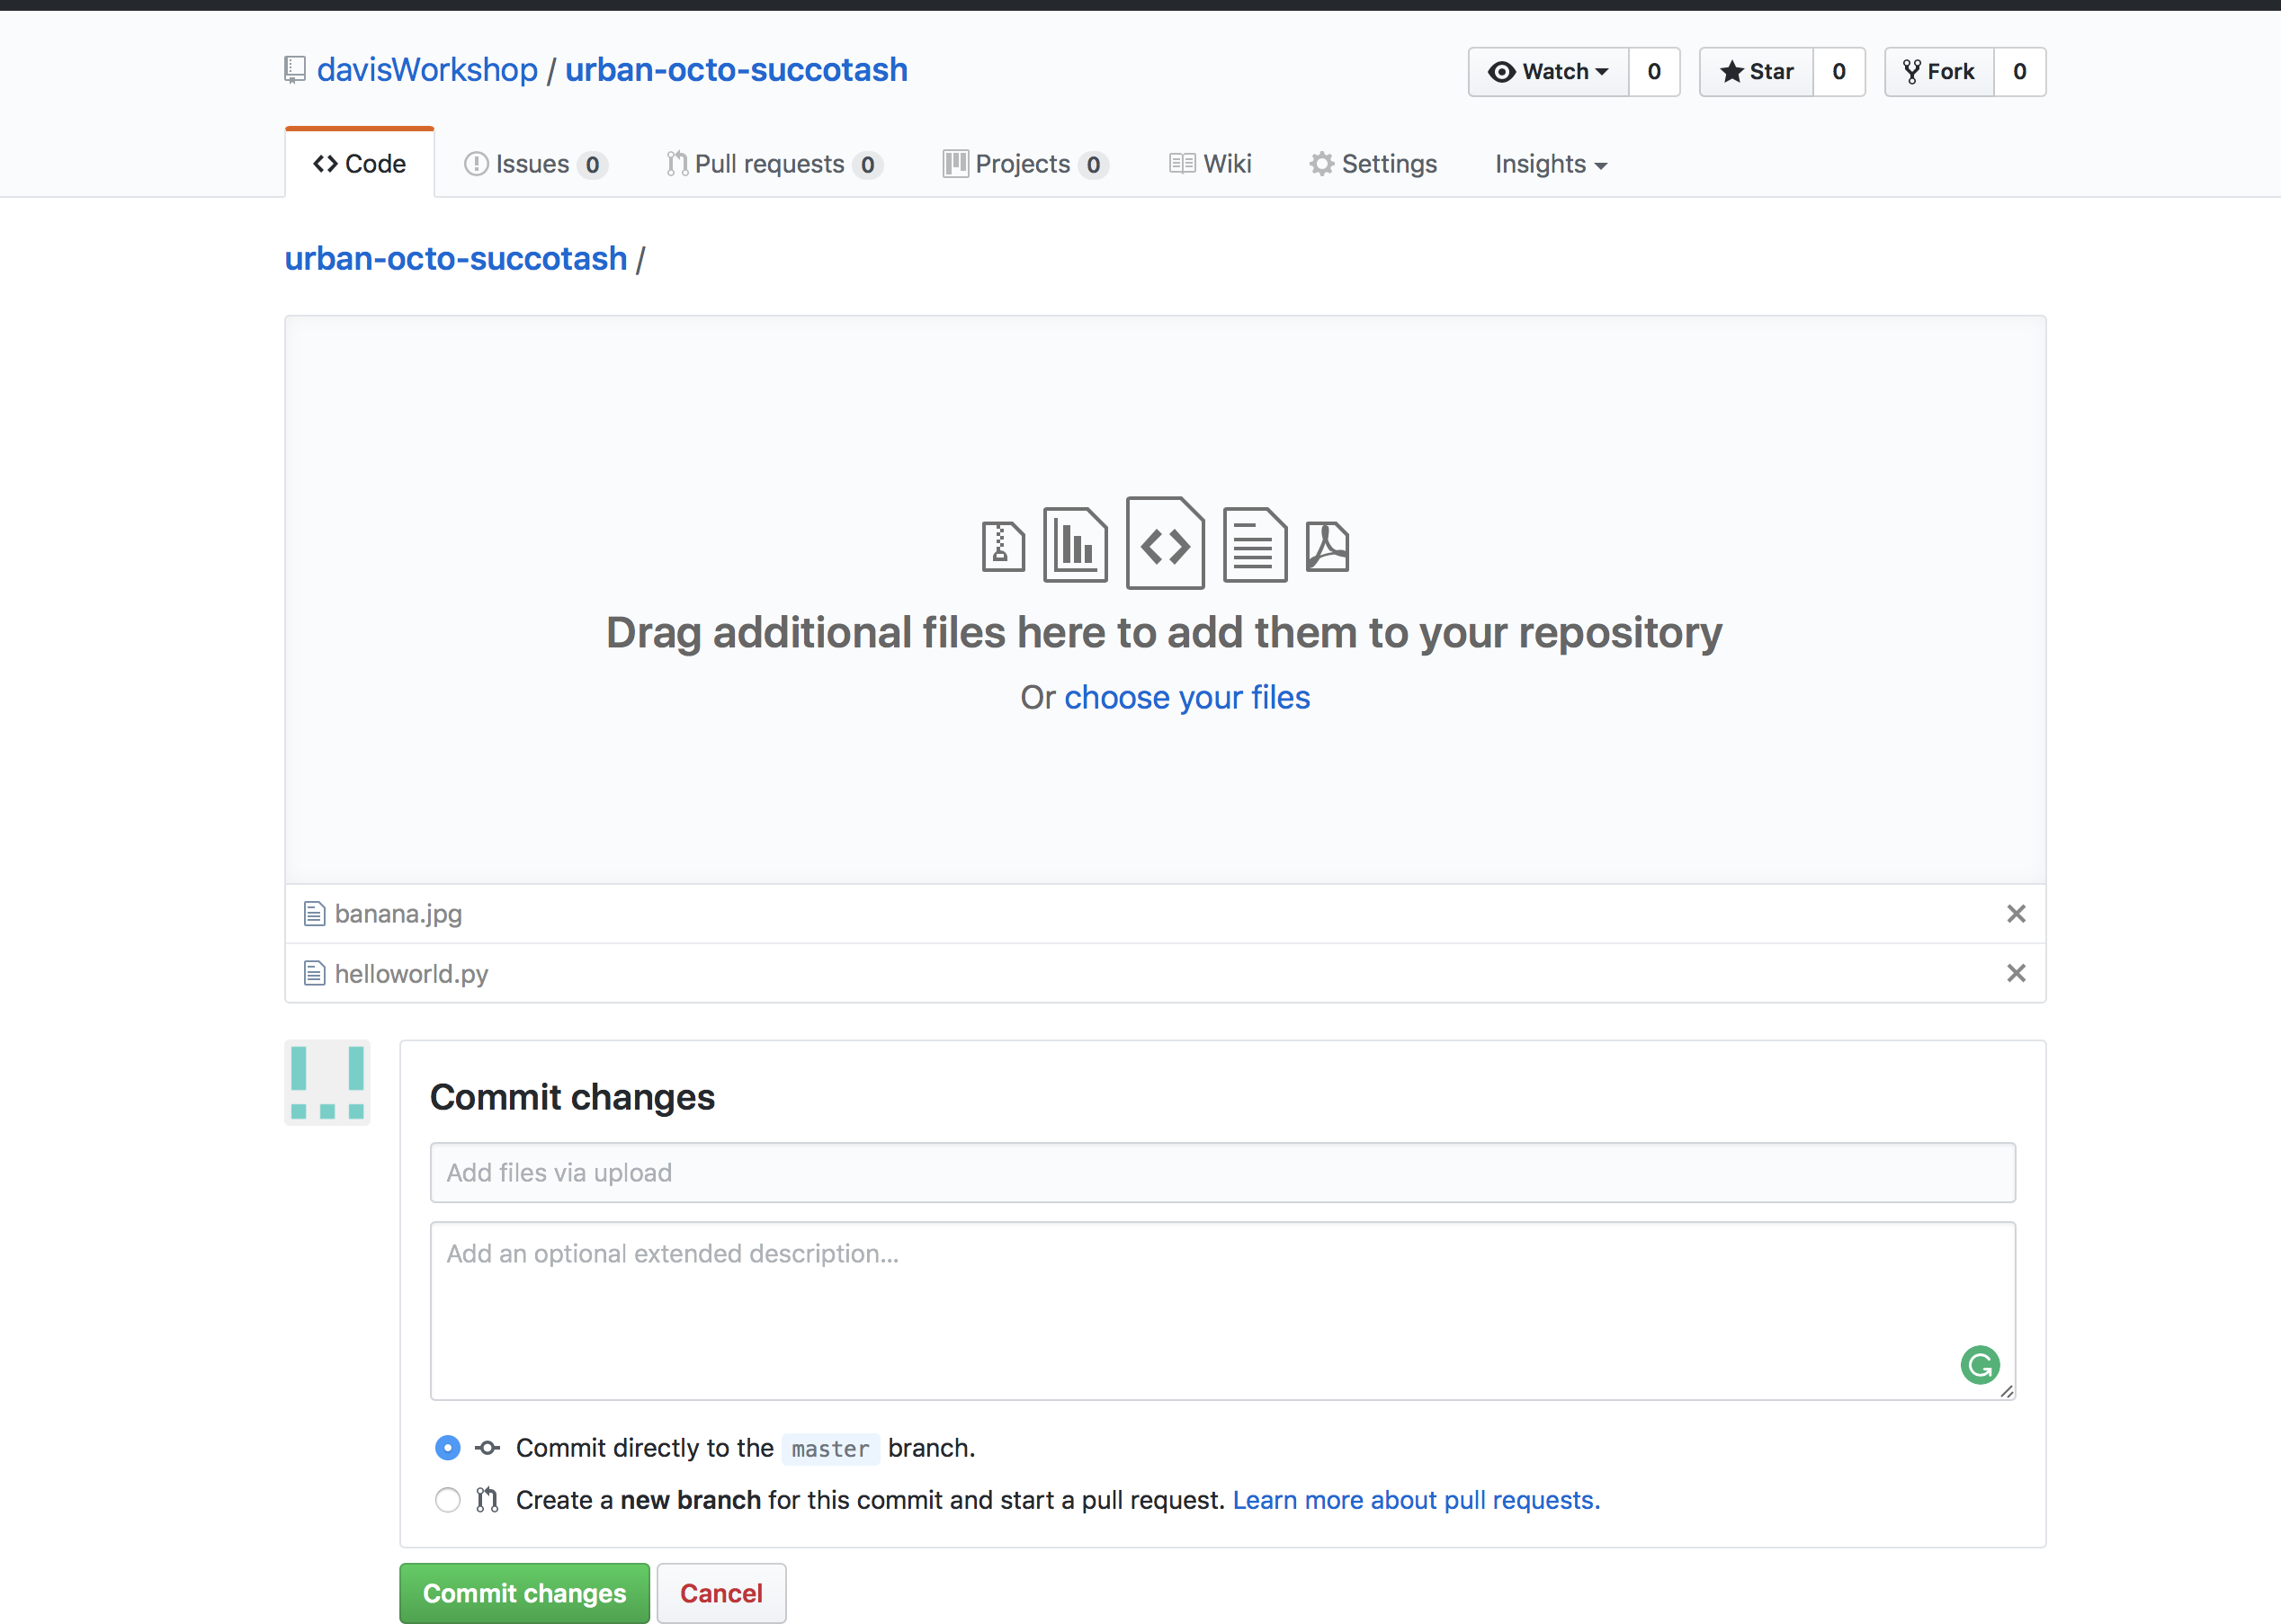 davisWorkshop / urban-octo-succotash
Watch 0 Star 0 Fork 0
Code Issues 0 Pull requests 0 Projects 0 Wiki Settings Insights
urban-octo-succotash /
Drag additional files here to add them to your repository
Or choose your files
banana.jpg
helloworld.py
Commit changes
Add files via upload
Add an optional extended description...
Commit directly to the master branch.
Create a new branch for this commit and start a pull request. Learn more about pull requests.
Commit changes Cancel